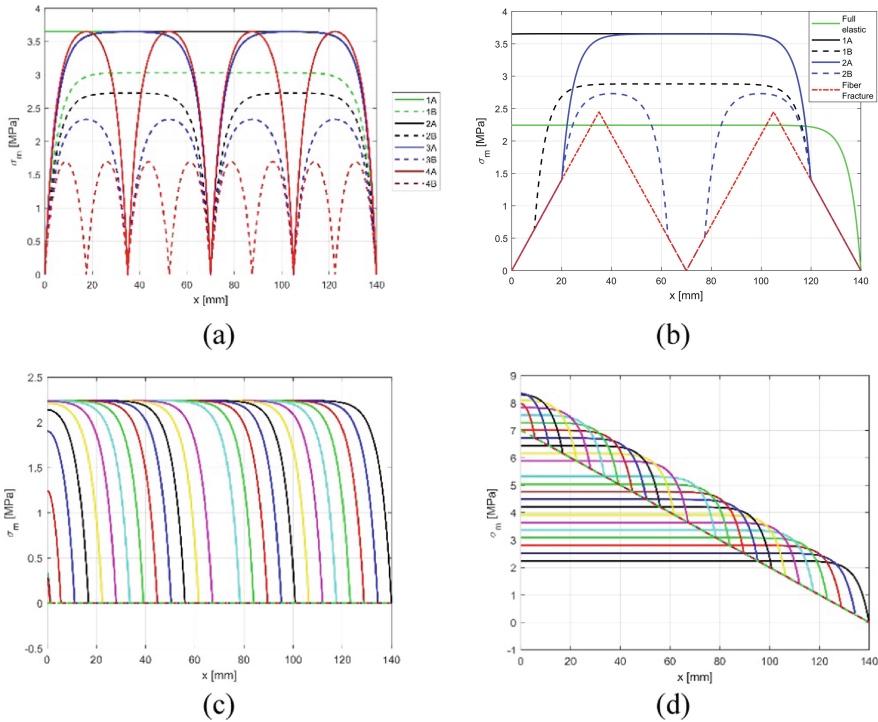 4
3.5
3
2.5
2
1.5
1
0.5
0
σm [MPa]
0 20 40 60 80 100 120 140
x [mm]
1A
1B
2A
2B
3A
3B
4A
4B
(a)
4
3.5
3
2.5
2
1.5
1
0.5
0
σm [MPa]
0 20 40 60 80 100 120 140
x [mm]
Full
elastic
1A
1B
2A
2B
Fiber
Fracture
(b)
2.5
2
1.5
1
0.5
0
-0.5
σm [MPa]
0 20 40 60 80 100 120 140
x [mm]
(c)
9
8
7
6
5
4
3
2
1
0
-1
σm [MPa]
0 20 40 60 80 100 120 140
x [mm]
(d)